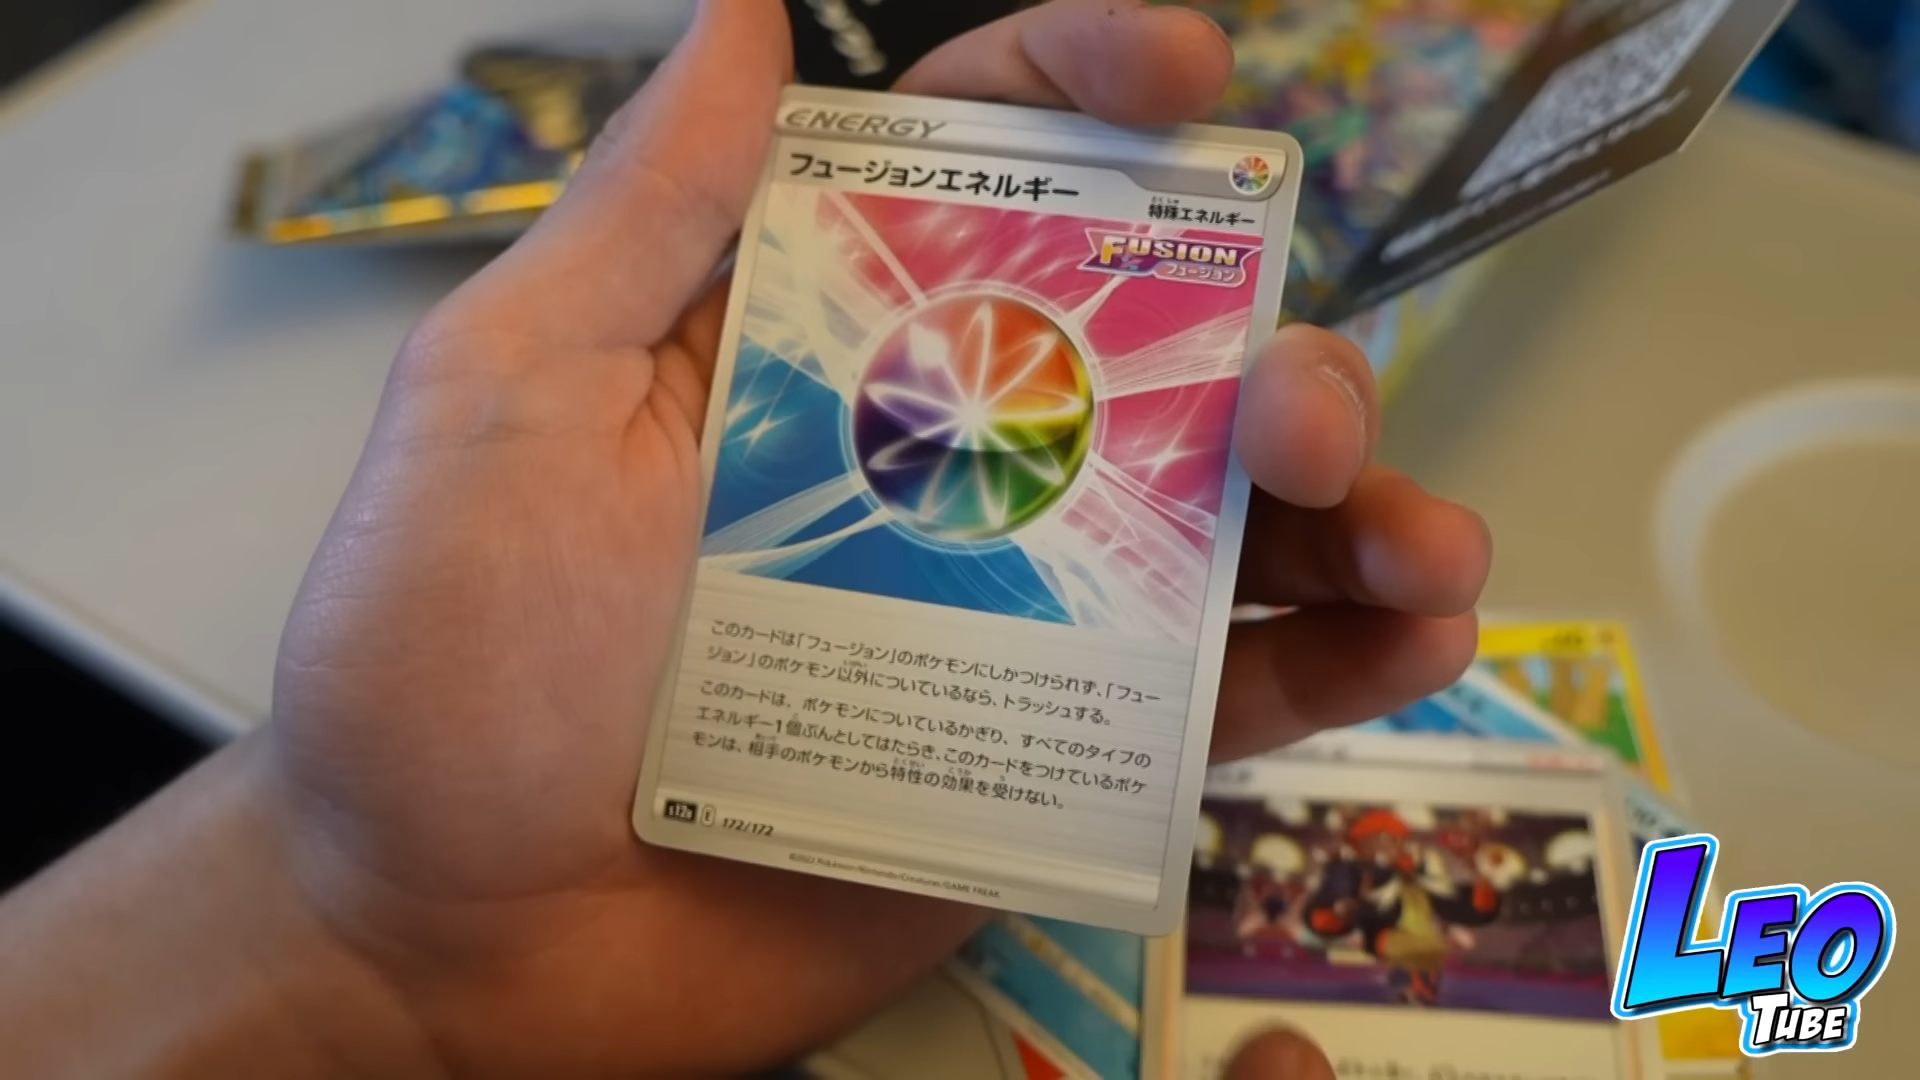 ENERGY
フュージョンエネルギー
特殊エネルギー
FUSION
フュージョン
このカードは「フュージョン」のポケモンにしかつけられず、「フュー
ジョン」のポケモン以外についているなら、トラッシュする。
このカードは、ポケモンについているかぎり、すべてのタイプの
エネルギー1個ぶんとしてはたらき、このカードをつけているポケ
モンは、相手のポケモンから特性の効果を受けない。
s12a E 172/172
©2022 Pokémon/Nintendo/Creatures/GAME FREAK
LEO
TUBE